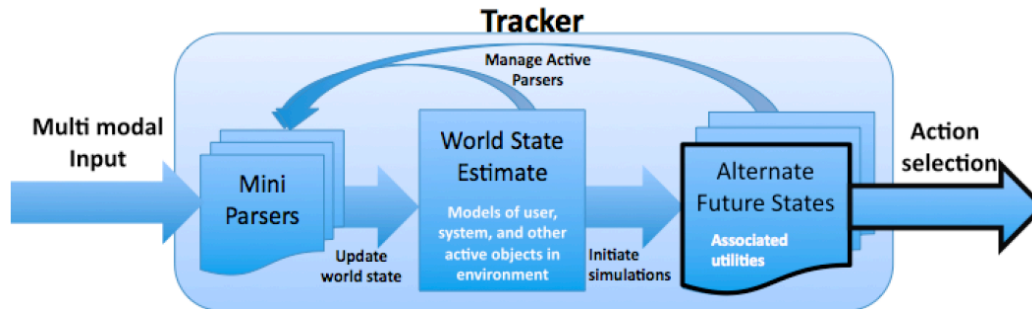 Tracker
Manage Active
Parsers
Multi modal
Input
Mini
Parsers
Update
world state
World State
Estimate
Models of user,
system, and other
active objects in
environment
Initiate
simulations
Alternate
Future States
Associated
utilities
Action
selection